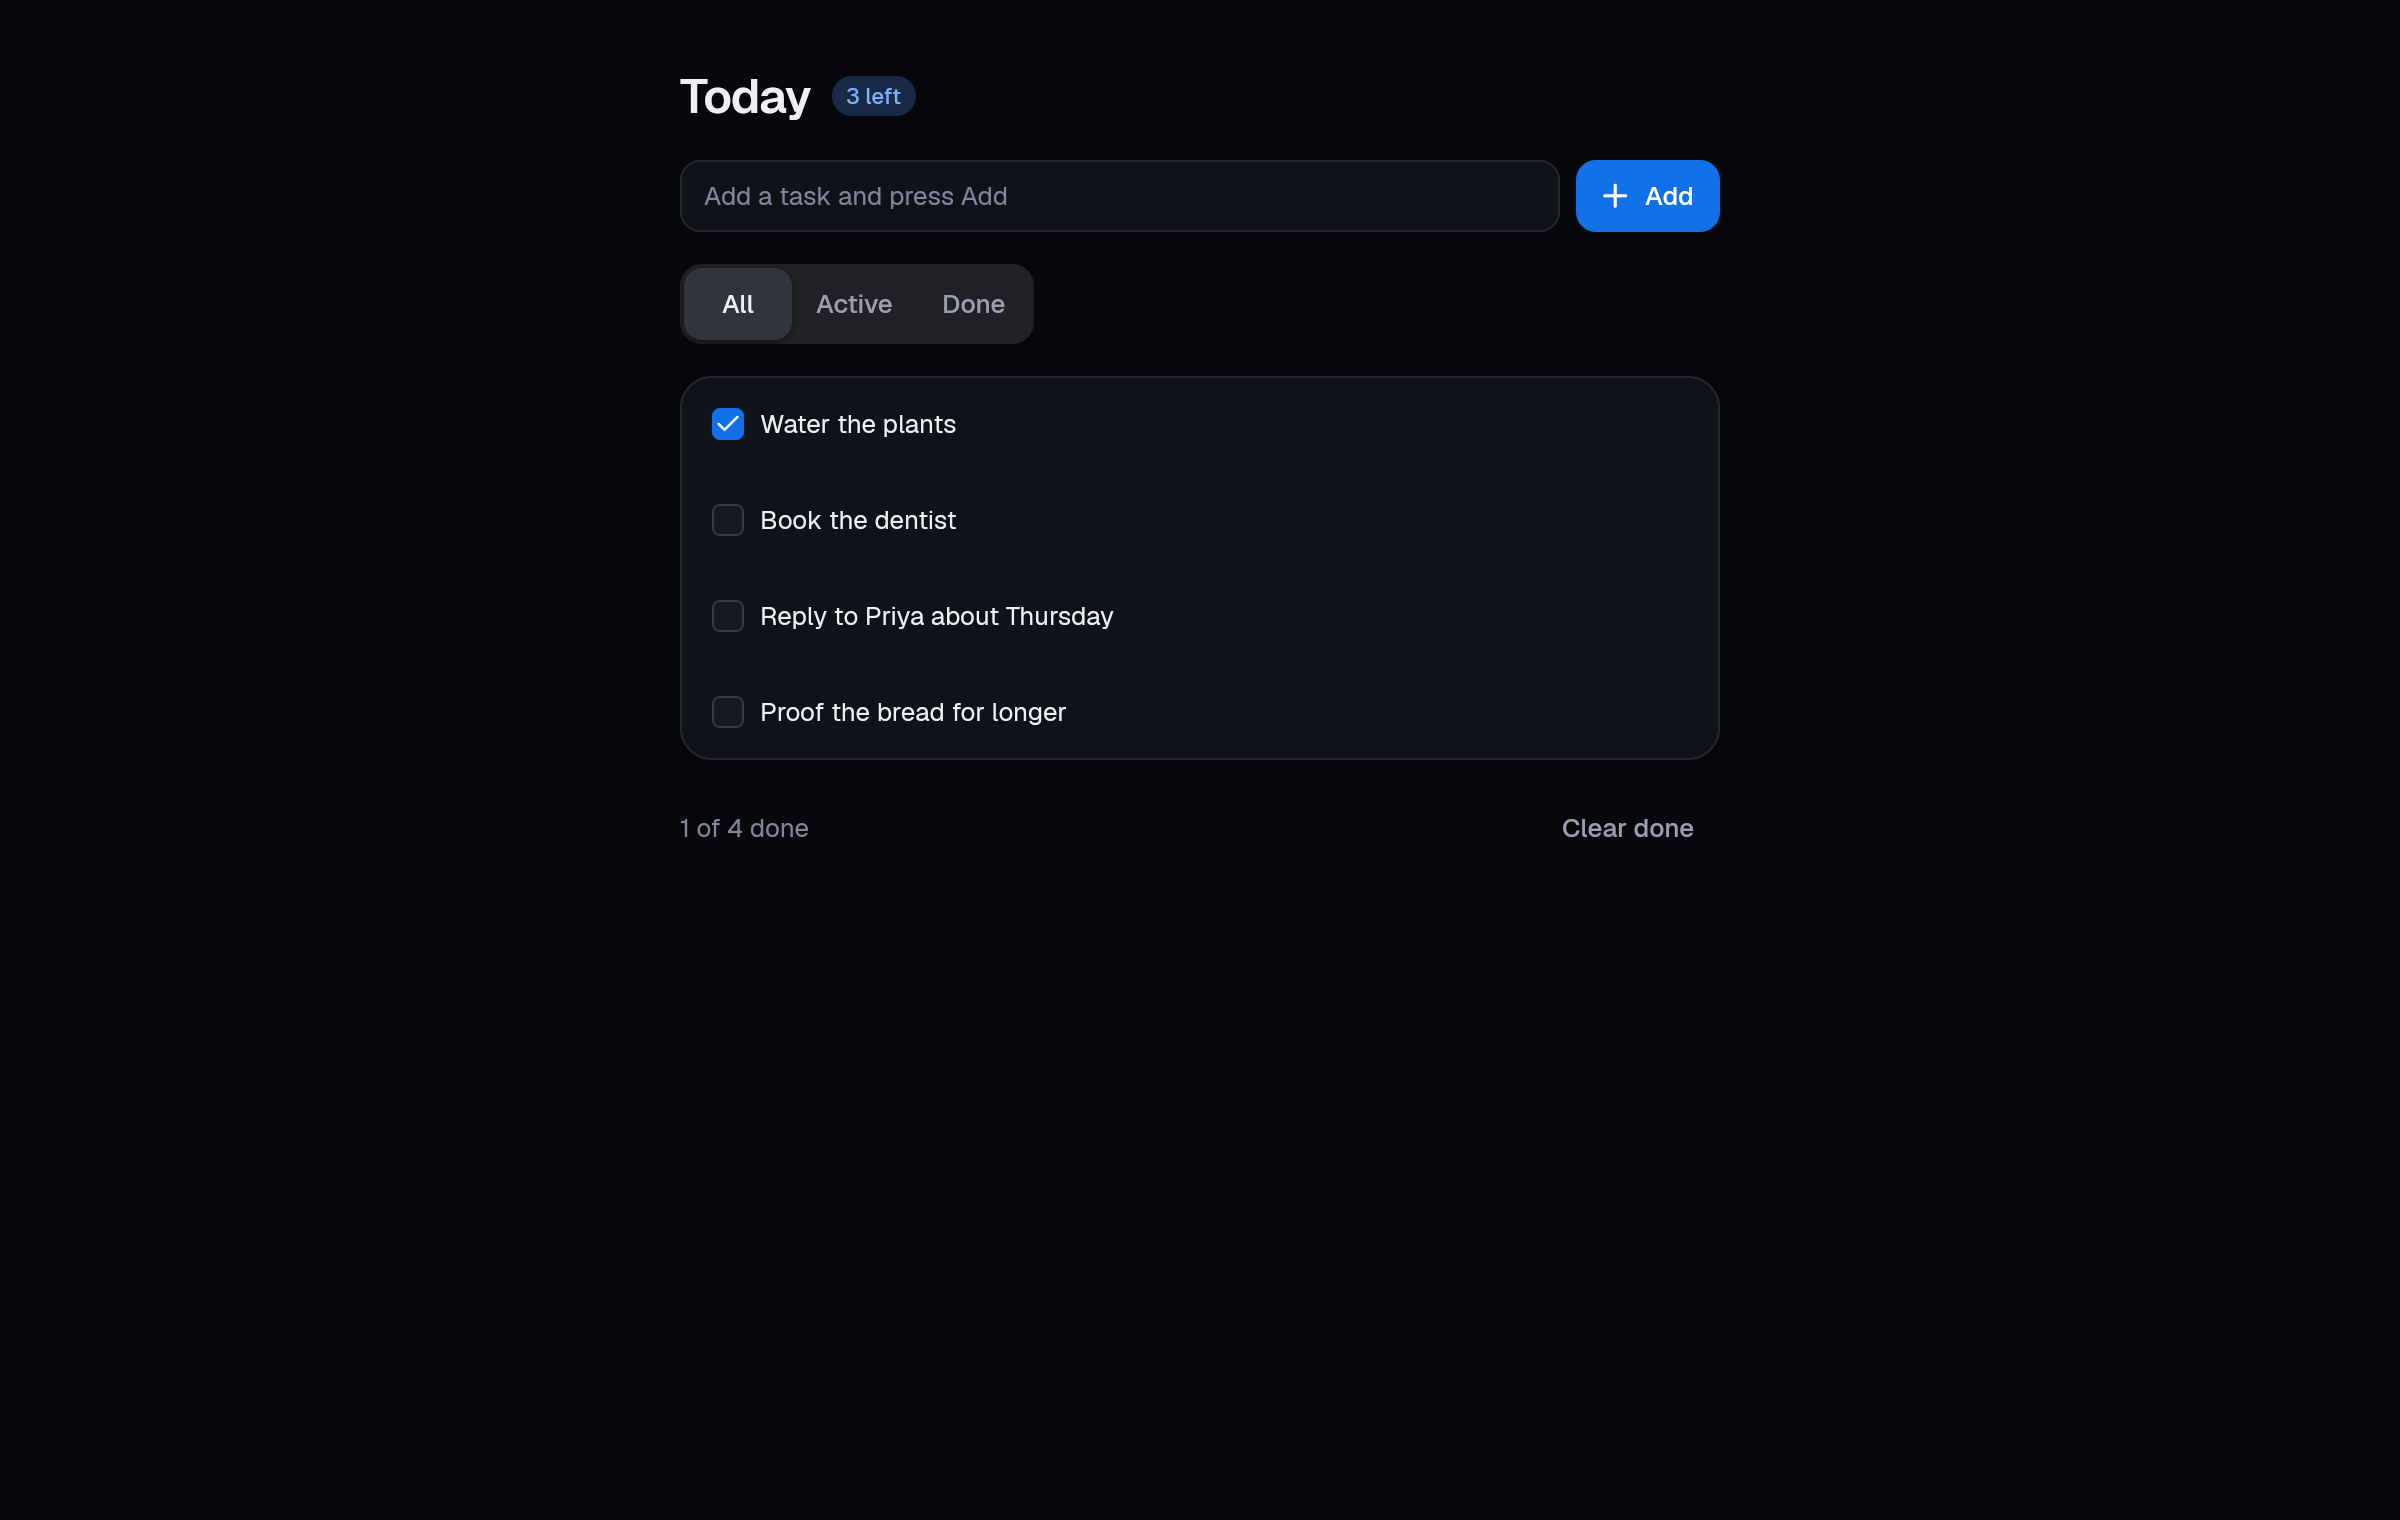 Today
3 left
Add a task and press Add
Add
All
Active
Done
Water the plants
Book the dentist
Reply to Priya about Thursday
Proof the bread for longer
1 of 4 done
Clear done